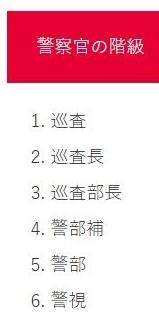 警察官の階級
1. 巡査
2. 巡査長
3. 巡査部長
4. 警部補
5. 警部
6. 警視